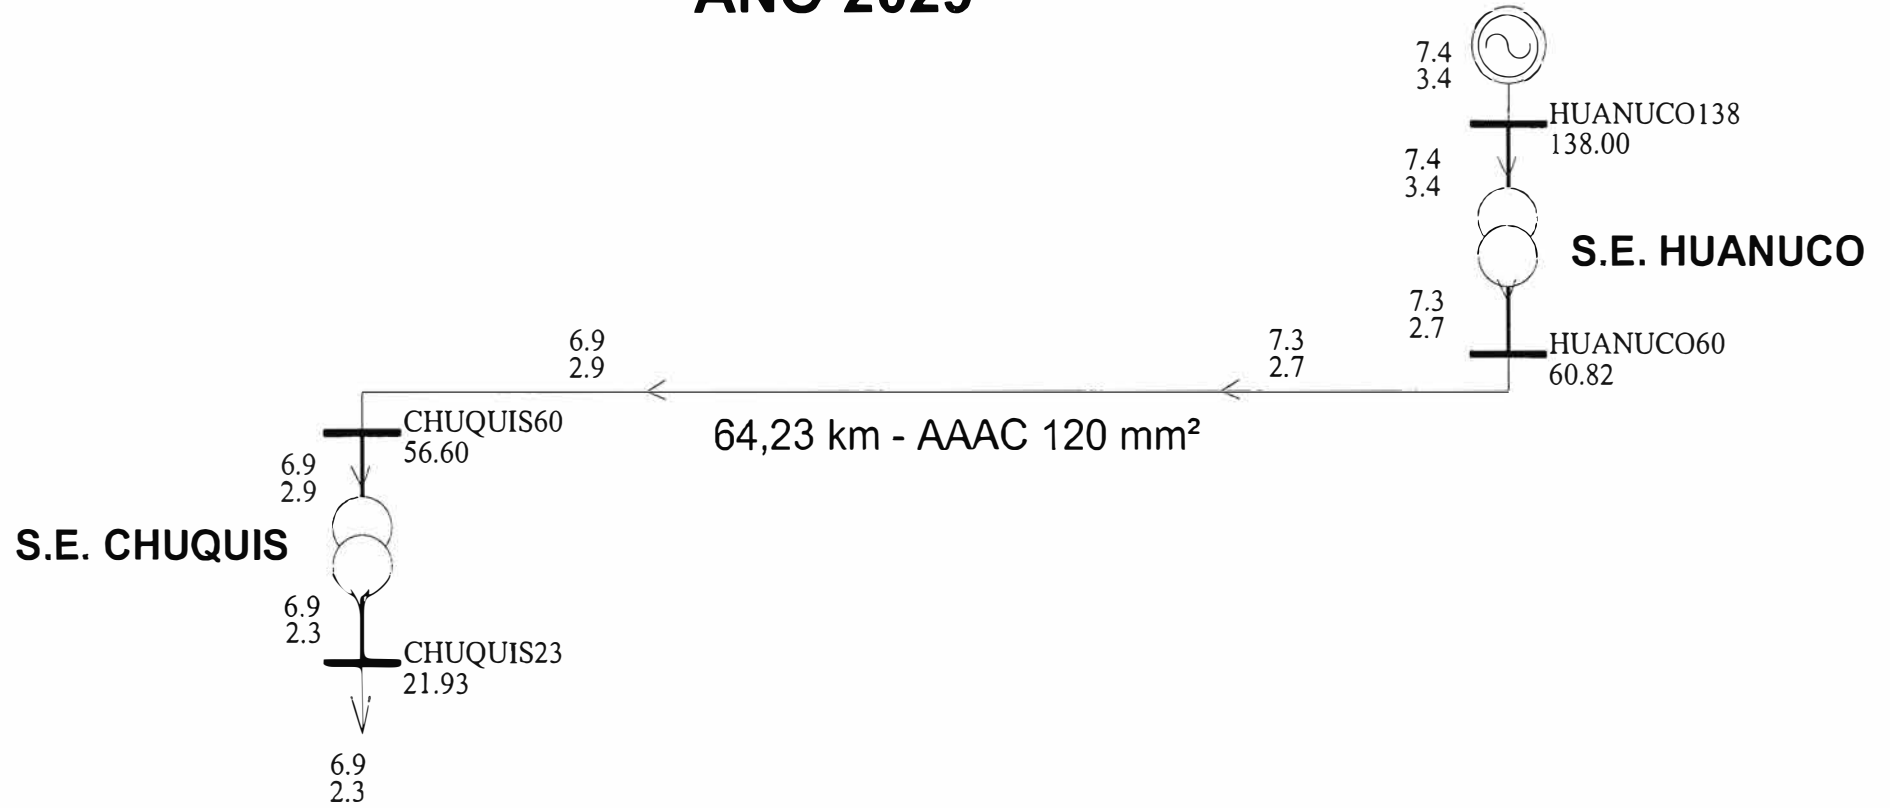 7.4
3.4
HUANUCO138
138.00
7.4
3.4
S.E. HUANUCO
7.3
2.7
HUANUCO60
60.82
6.9
2.9
7.3
2.7
64,23 km - AAAC 120 mm²
CHUQUIS60
56.60
6.9
2.9
S.E. CHUQUIS
6.9
2.3
CHUQUIS23
21.93
6.9
2.3